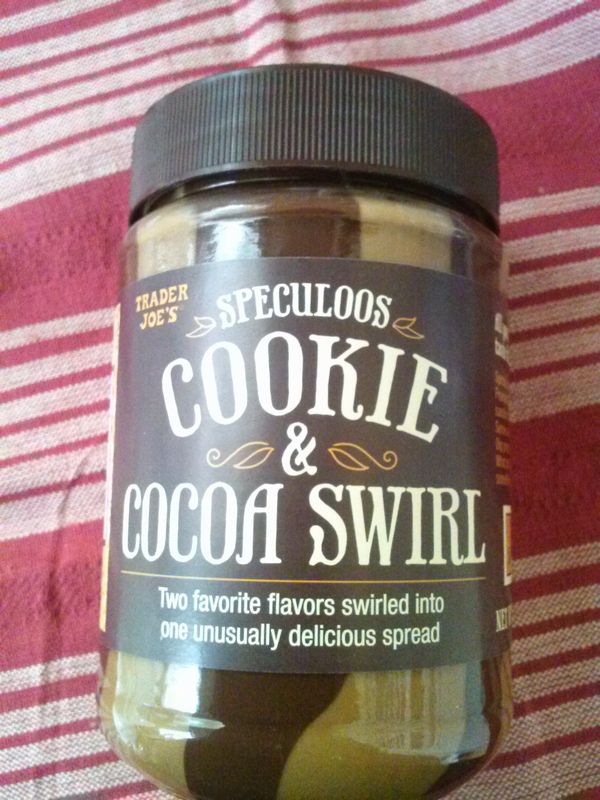 TRADER
JOE'S
SPECULOOS
COOKIE
&
COCOA SWIRL
Two favorite flavors swirled into
one unusually delicious spread